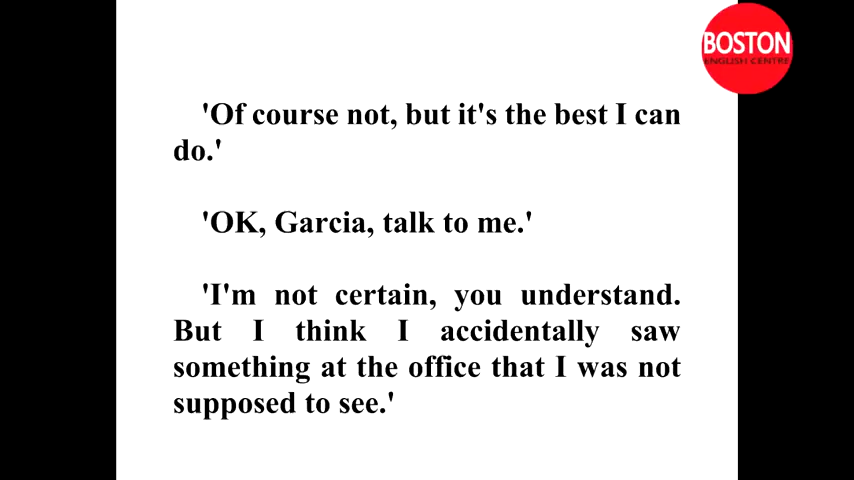 BOSTON
ENGLISH CENTRE
'Of course not, but it's the best I can
do.'
'OK, Garcia, talk to me.'
'I'm not certain, you understand.
But I think I accidentally saw
something at the office that I was not
supposed to see.'